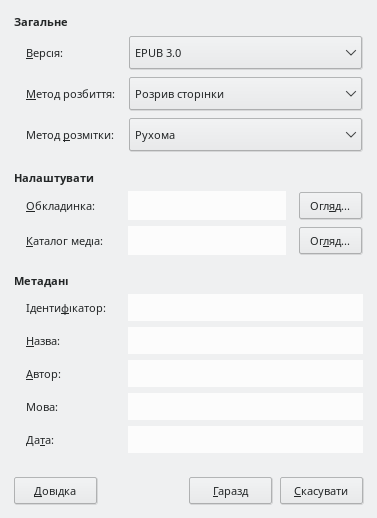 Загальне
Версія: EPUB 3.0
Метод розбиття: Розрив сторінки
Метод розмітки: Рухома
Налаштувати
Обкладинка: Огляд...
Каталог медіа: Огляд...
Метадані
Ідентифікатор:
Назва:
Автор:
Мова:
Дата:
Довідка Гаразд Скасувати